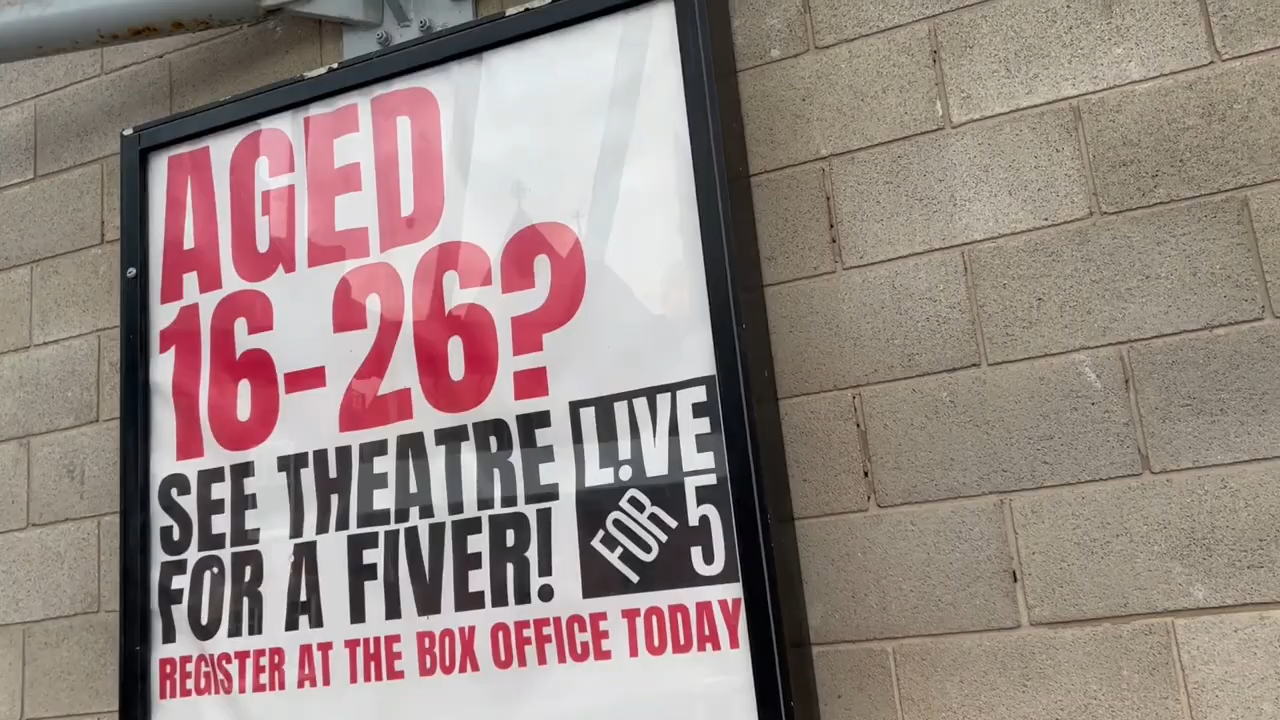 AGED
16-26?
SEE THEATRE
FOR A FIVER!
L!VE
FOR 5
REGISTER AT THE BOX OFFICE TODAY